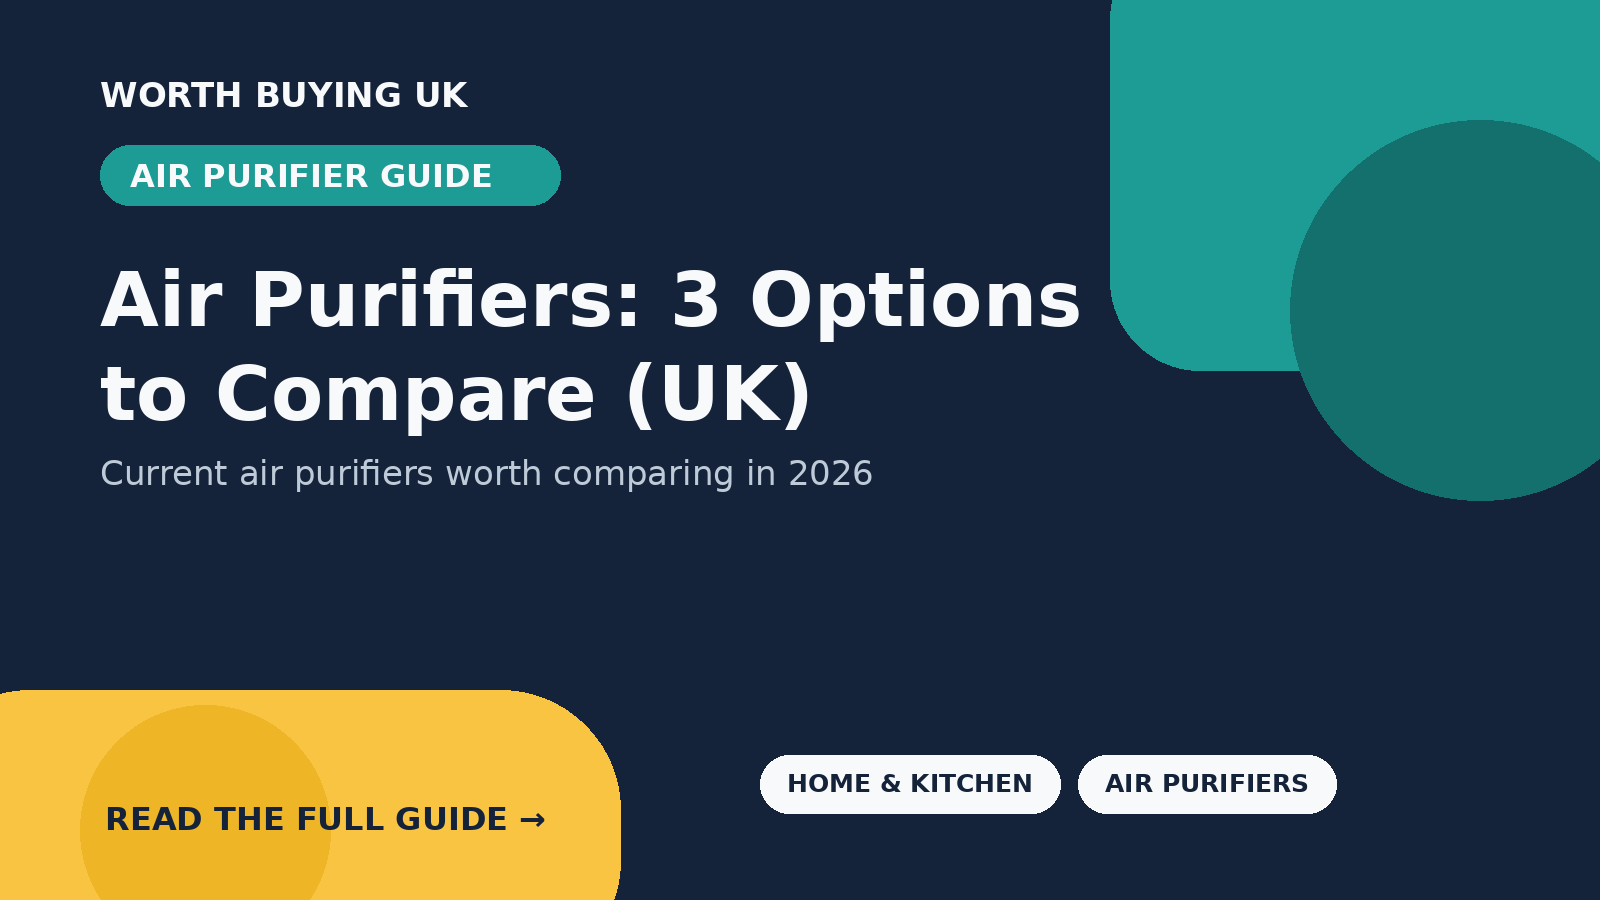 WORTH BUYING UK
AIR PURIFIER GUIDE
Air Purifiers: 3 Options
to Compare (UK)
Current air purifiers worth comparing in 2026
READ THE FULL GUIDE →
HOME & KITCHEN
AIR PURIFIERS